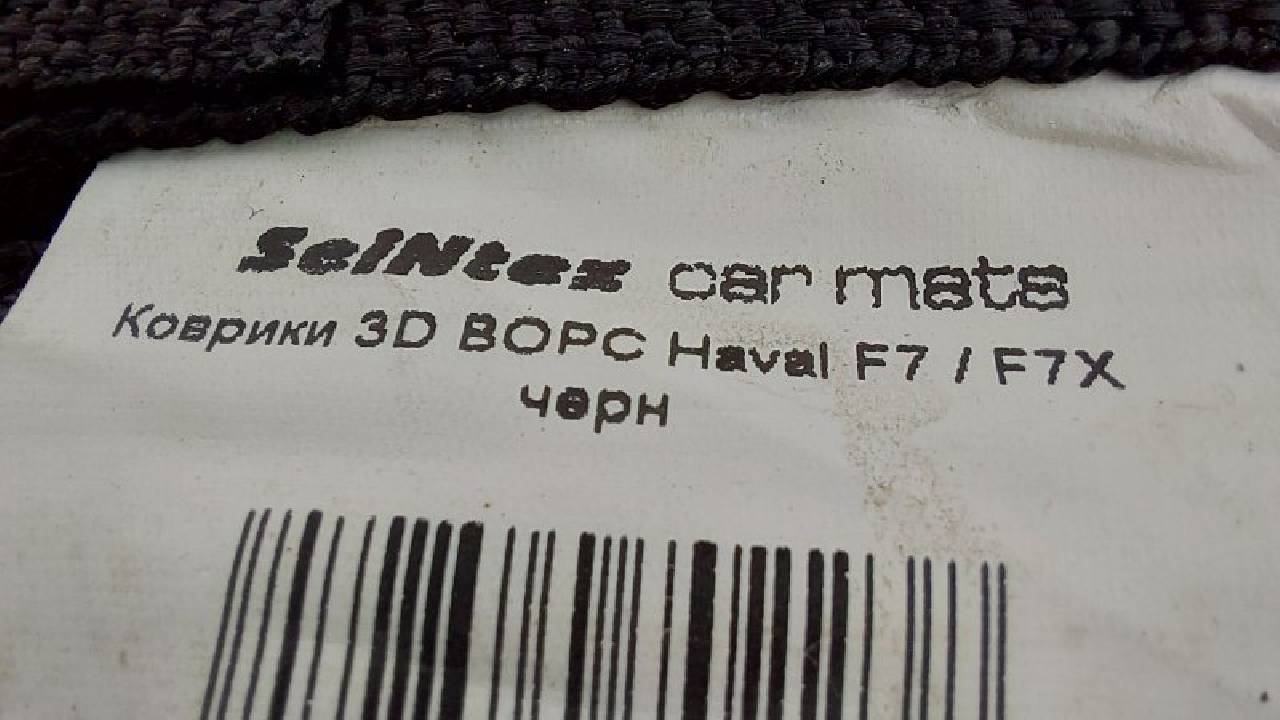 SeiNtex car mats
Коврики 3D ВОРС Haval F7 / F7X
черн